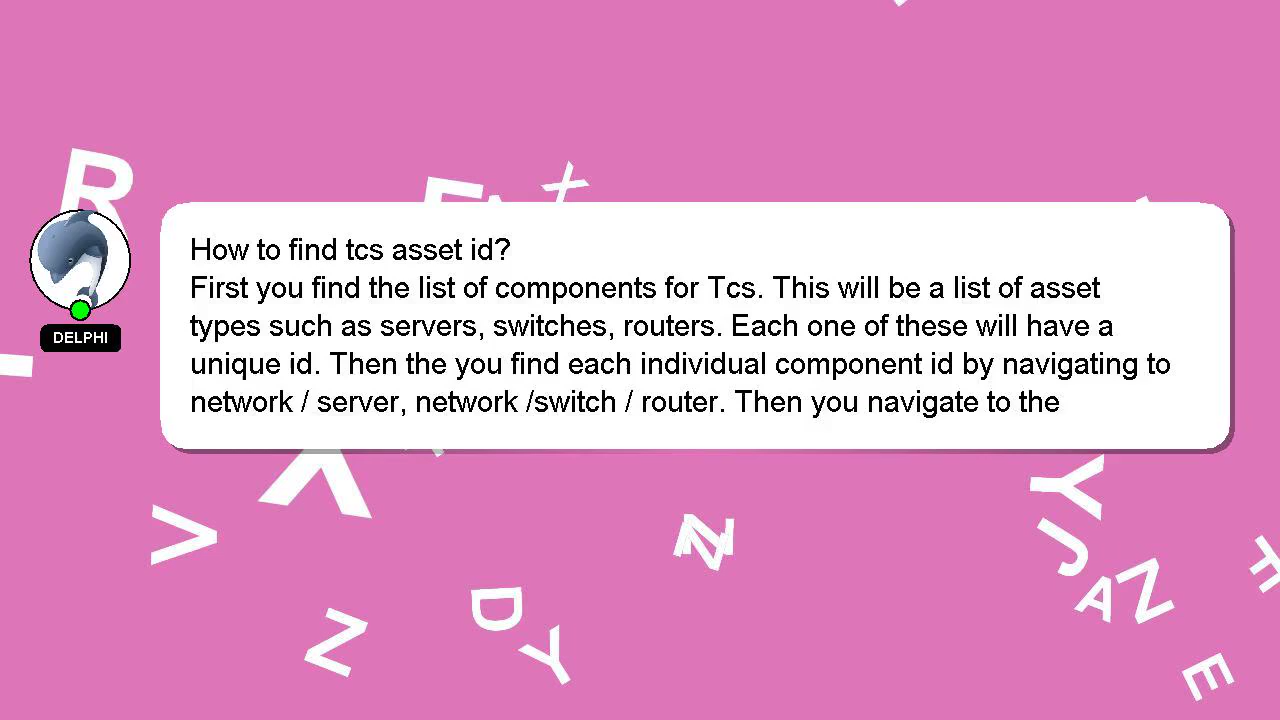 R
E
X
How to find tcs asset id?
First you find the list of components for Tcs. This will be a list of asset
types such as servers, switches, routers. Each one of these will have a
unique id. Then the you find each individual component id by navigating to
network / server, network /switch / router. Then you navigate to the
DELPHI
X
Y
V
N
J
Z
A
F
D
Y
Z
E